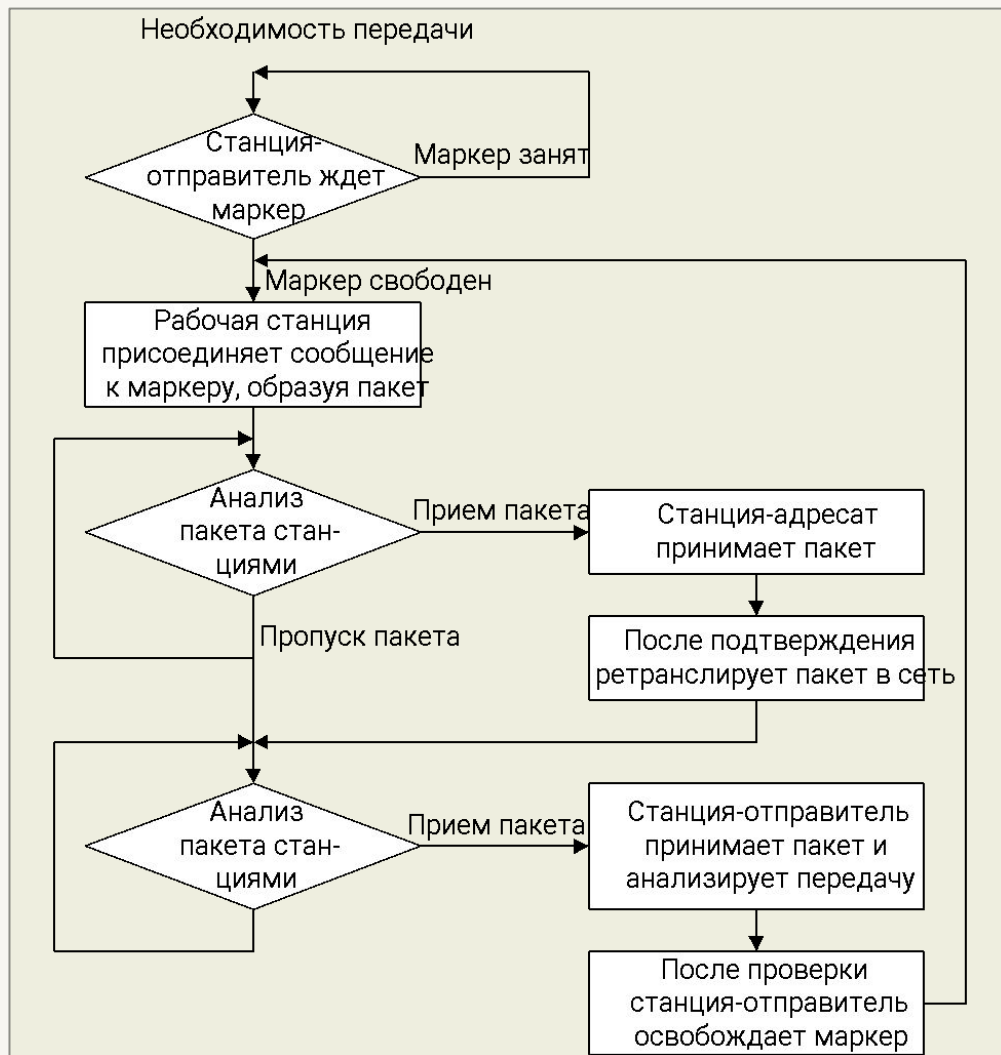 Необходимость передачи
Станция-
отправитель ждет
маркер
Маркер занят
Маркер свободен
Рабочая станция
присоединяет сообщение
к маркеру, образуя пакет
Анализ
пакета стан-
циями
Прием пакета
Станция-адресат
принимает пакет
Пропуск пакета
После подтверждения
ретранслирует пакет в сеть
Анализ
пакета стан-
циями
Прием пакета
Станция-отправитель
принимает пакет и
анализирует передачу
После проверки
станция-отправитель
освобождает маркер